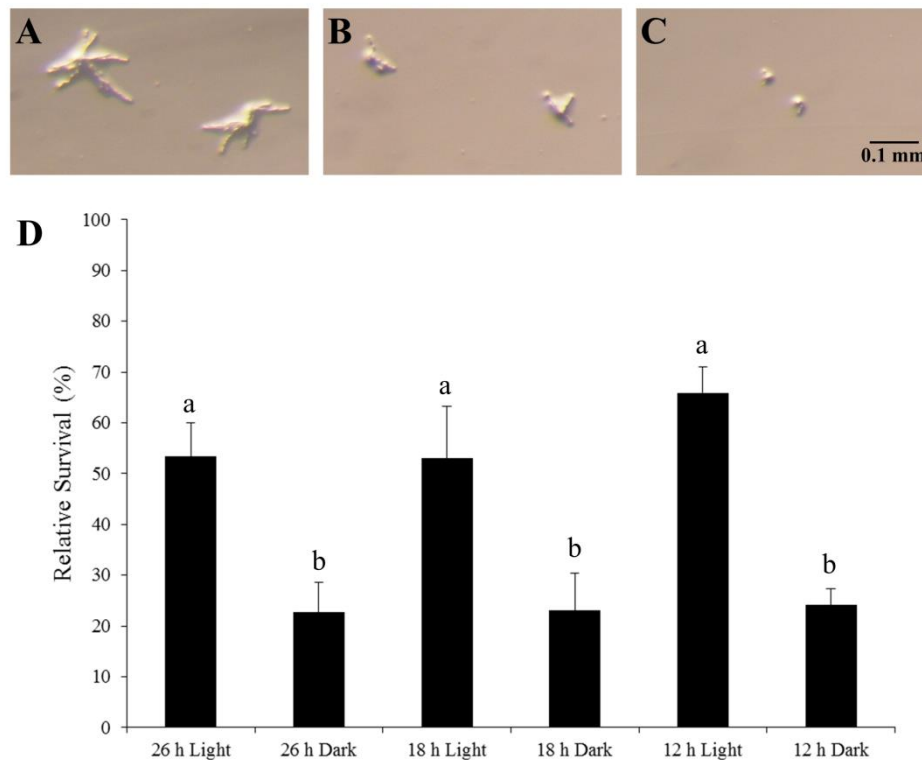 A
B
C
0.1 mm
D
Relative Survival (%)
100
90
80
70
60
50
40
30
20
10
0
a
b
a
b
a
b
26 h Light
26 h Dark
18 h Light
18 h Dark
12 h Light
12 h Dark